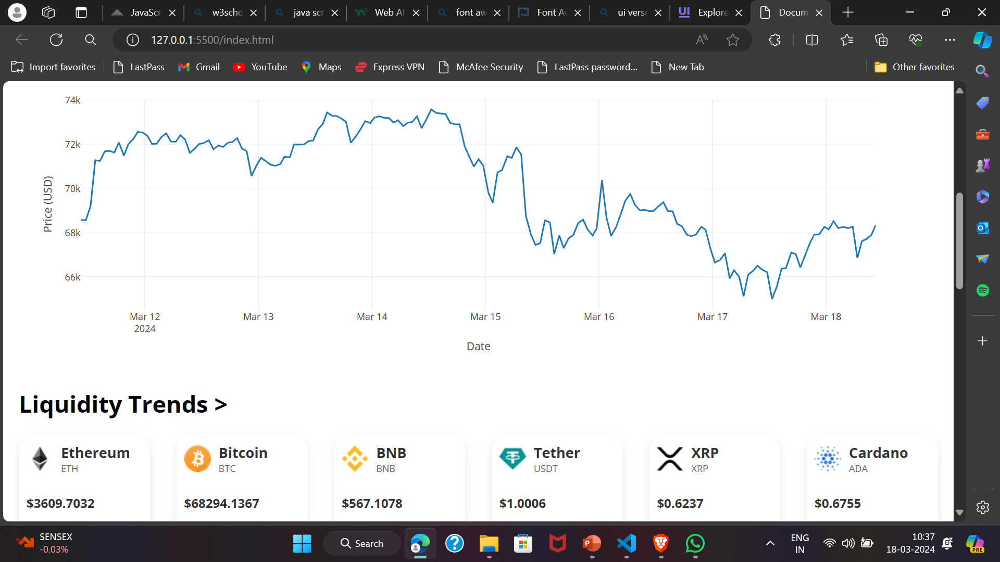 JavaScr
w3scho
java scr
Web AP
font aw
Font Av
ui verse
Explore
Docum
127.0.0.1:5500/index.html
Import favorites
LastPass
Gmail
YouTube
Maps
Express VPN
McAfee Security
LastPass password...
New Tab
Other favorites
74k
72k
70k
68k
66k
Price (USD)
Mar 12
2024
Mar 13
Mar 14
Mar 15
Mar 16
Mar 17
Mar 18
Date
Liquidity Trends >
Ethereum
ETH
$3609.7032
Bitcoin
BTC
$68294.1367
BNB
BNB
$567.1078
Tether
USDT
$1.0006
XRP
XRP
$0.6237
Cardano
ADA
$0.6755
SENSEX
-0.03%
Search
ENG
IN
10:37
18-03-2024
PRE